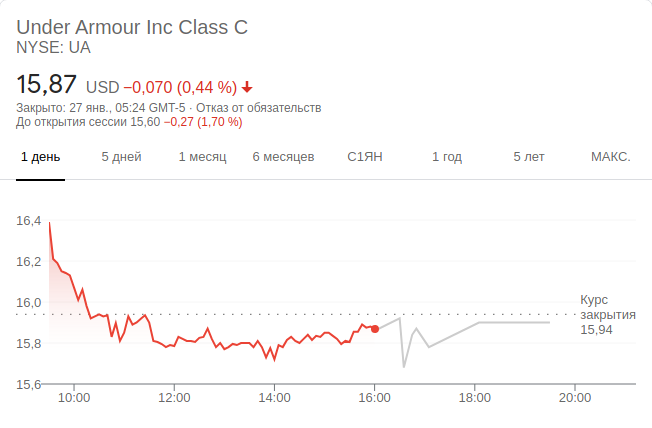 Under Armour Inc Class C
NYSE: UA
15,87 USD −0,070 (0,44 %)
Закрыто: 27 янв., 05:24 GMT-5 · Отказ от обязательств
До открытия сессии 15,60 −0,27 (1,70 %)
1 день 5 дней 1 месяц 6 месяцев С1ЯН 1 год 5 лет МАКС.
16,4
16,2
16,0
Курс
закрытия
15,94
15,8
15,6
10:00 12:00 14:00 16:00 18:00 20:00